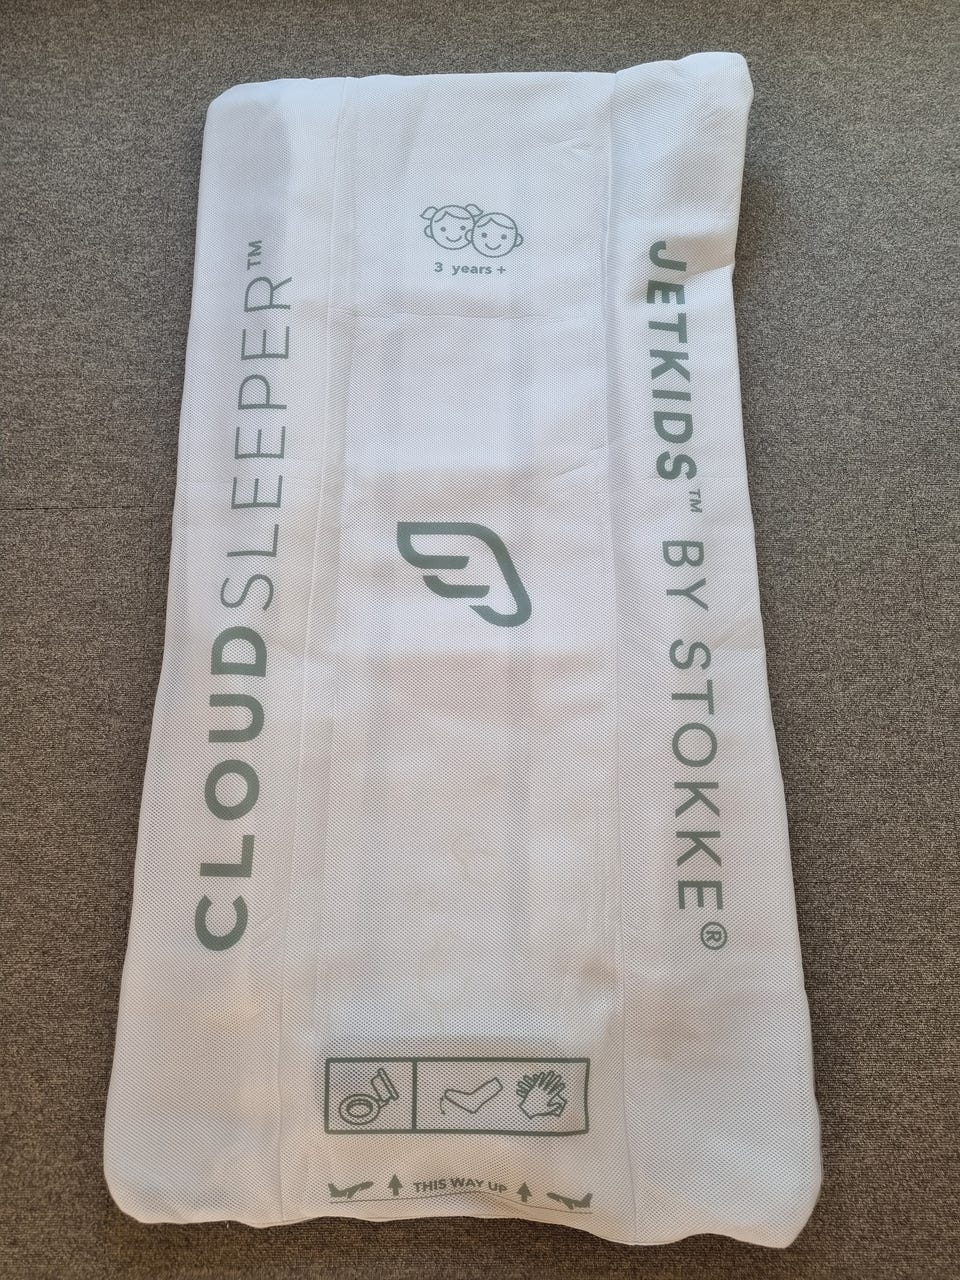 3 years +
CLOUDSLEEPER™
JETKIDS™ BY STOKKE®
THIS WAY UP